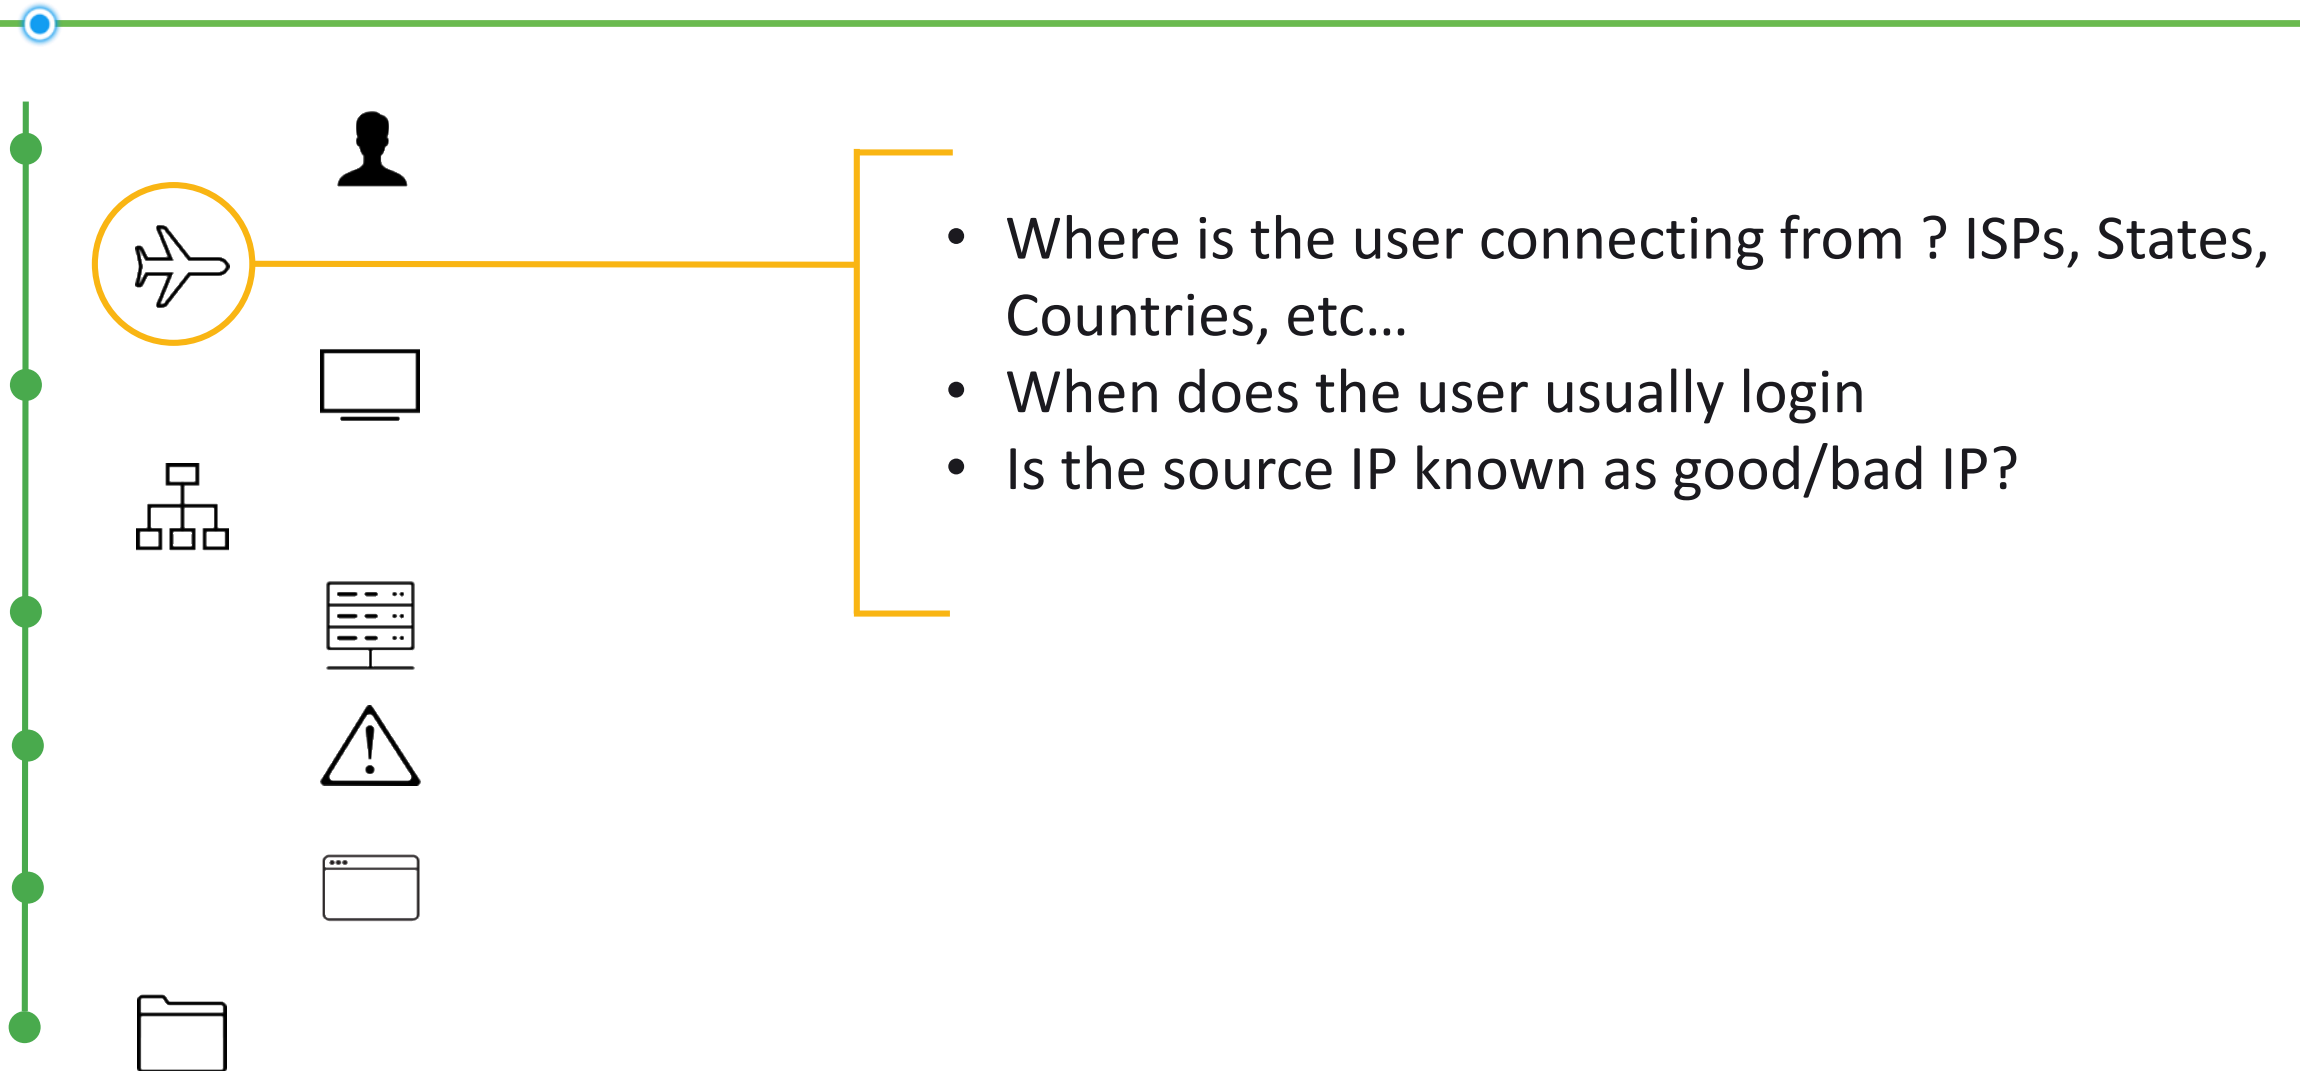 • Where is the user connecting from ? ISPs, States,
Countries, etc...
• When does the user usually login
• Is the source IP known as good/bad IP?